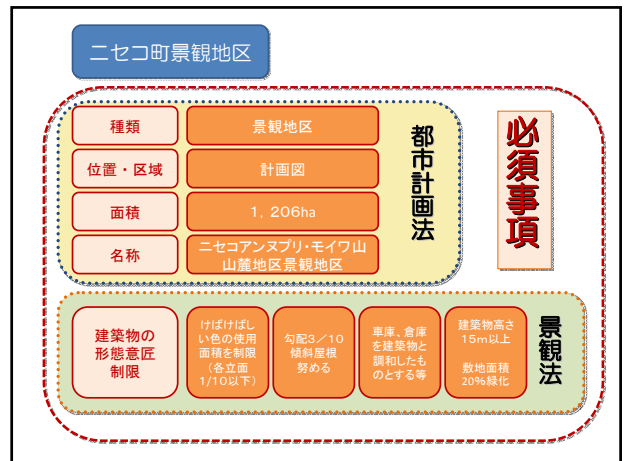 ニセコ町景観地区
必須事項
都市計画法
種類
景観地区
位置・区域
計画図
面積
1，206ha
名称
ニセコアンヌプリ・モイワ山
山麓地区景観地区
景観法
建築物の
形態意匠
制限
けばけばし
い色の使用
面積を制限
（各立面
1/10以下）
勾配3／10
傾斜屋根
努める
車庫、倉庫
を建築物と
調和したも
のとする等
建築物高さ
15m以上
敷地面積
20%緑化